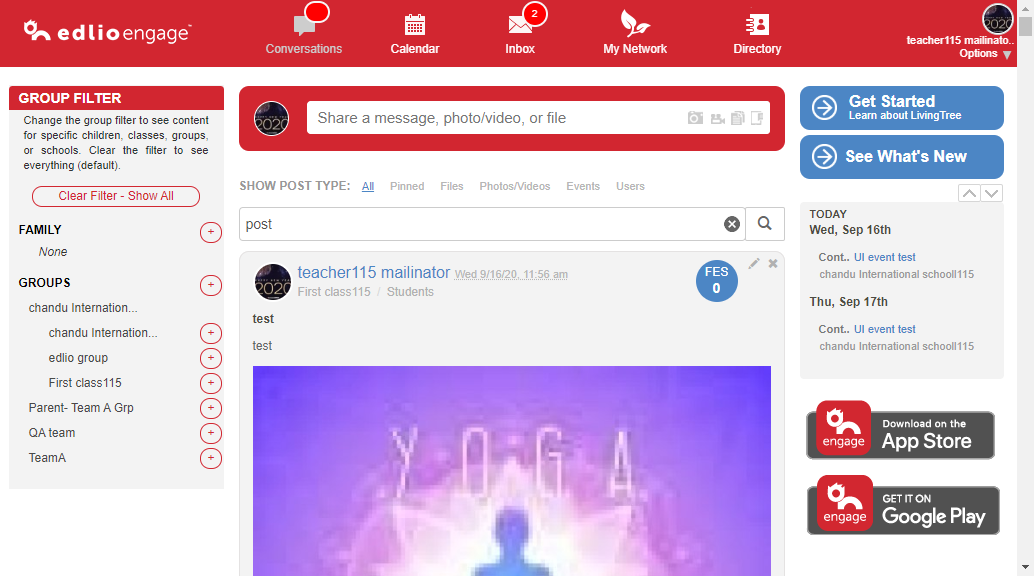 edlio engage
Conversations
Calendar
2
Inbox
My Network
Directory
teacher115 mailinato..
Options
GROUP FILTER
Change the group filter to see content
for specific children, classes, groups,
or schools. Clear the filter to see
everything (default).
Clear Filter - Show All
FAMILY
+
None
GROUPS
+
chandu Internation...
chandu Internation...
+
edlio group
+
First class115
+
Parent- Team A Grp
+
QA team
+
TeamA
+
2020
Share a message, photo/video, or file
SHOW POST TYPE: All Pinned Files Photos/Videos Events Users
post
2020
teacher115 mailinator Wed 9/16/20, 11:56 am
First class115 / Students
FES
0
test
test
YOGA
Get Started
Learn about LivingTree
See What's New
TODAY
Wed, Sep 16th
Cont.. UI event test
chandu International schooll115
Thu, Sep 17th
Cont.. UI event test
chandu International schooll115
engage
Download on the
App Store
engage
GET IT ON
Google Play